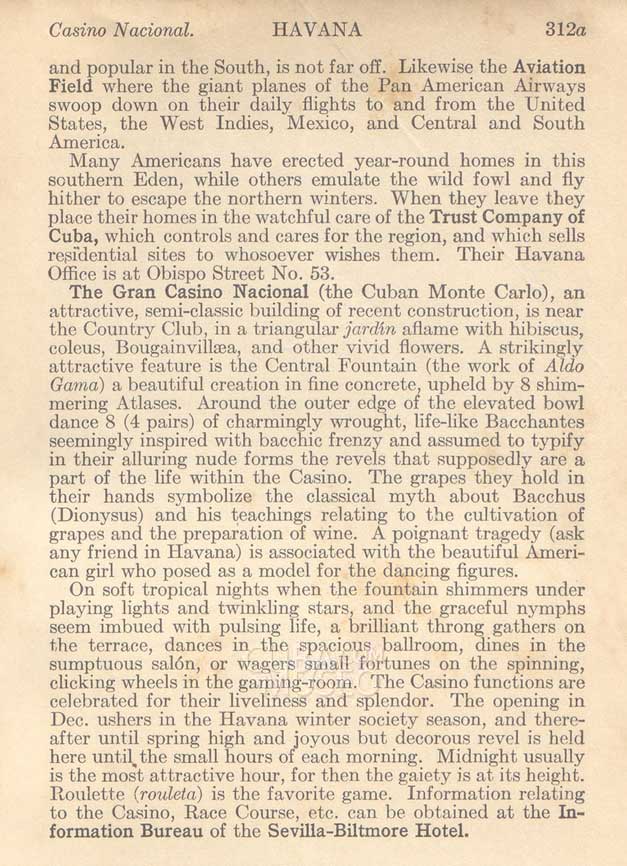 Casino Nacional. HAVANA 312a
and popular in the South, is not far off. Likewise the Aviation
Field where the giant planes of the Pan American Airways
swoop down on their daily flights to and from the United
States, the West Indies, Mexico, and Central and South
America.
Many Americans have erected year-round homes in this
southern Eden, while others emulate the wild fowl and fly
hither to escape the northern winters. When they leave they
place their homes in the watchful care of the Trust Company of
Cuba, which controls and cares for the region, and which sells
residential sites to whosoever wishes them. Their Havana
Office is at Obispo Street No. 53.
The Gran Casino Nacional (the Cuban Monte Carlo), an
attractive, semi-classic building of recent construction, is near
the Country Club, in a triangular jardín aflame with hibiscus,
coleus, Bougainvillæa, and other vivid flowers. A strikingly
attractive feature is the Central Fountain (the work of Aldo
Gama) a beautiful creation in fine concrete, upheld by 8 shim-
mering Atlases. Around the outer edge of the elevated bowl
dance 8 (4 pairs) of charmingly wrought, life-like Bacchantes
seemingly inspired with bacchic frenzy and assumed to typify
in their alluring nude forms the revels that supposedly are a
part of the life within the Casino. The grapes they hold in
their hands symbolize the classical myth about Bacchus
(Dionysus) and his teachings relating to the cultivation of
grapes and the preparation of wine. A poignant tragedy (ask
any friend in Havana) is associated with the beautiful Ameri-
can girl who posed as a model for the dancing figures.
On soft tropical nights when the fountain shimmers under
playing lights and twinkling stars, and the graceful nymphs
seem imbued with pulsing life, a brilliant throng gathers on
the terrace, dances in the spacious ballroom, dines in the
sumptuous salón, or wagers small fortunes on the spinning,
clicking wheels in the gaming-room. The Casino functions are
celebrated for their liveliness and splendor. The opening in
Dec. ushers in the Havana winter society season, and there-
after until spring high and joyous but decorous revel is held
here until the small hours of each morning. Midnight usually
is the most attractive hour, for then the gaiety is at its height.
Roulette (rouleta) is the favorite game. Information relating
to the Casino, Race Course, etc. can be obtained at the In-
formation Bureau of the Sevilla-Biltmore Hotel.